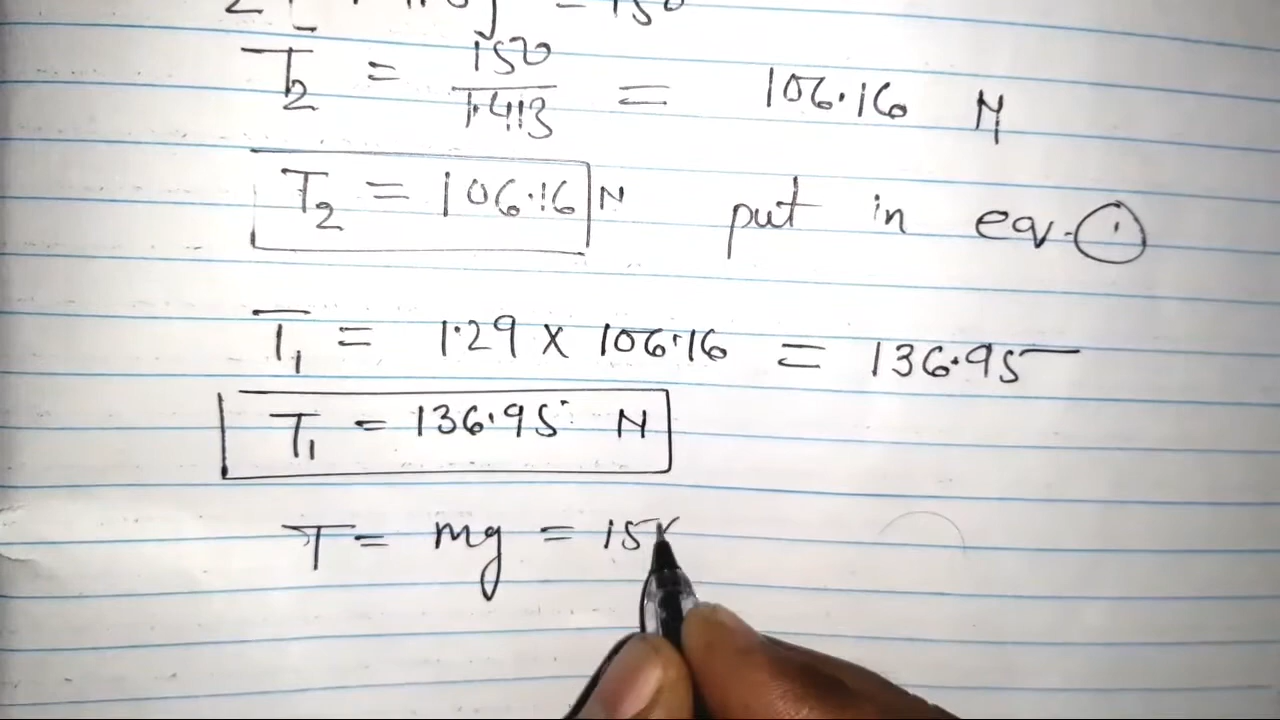 T₂ = 150/1.413 = 106.16 N
T₂ = 106.16 N put in eq. ①
T₁ = 1.29 x 106.16 = 136.95
T₁ = 136.95 N
T = mg = 15